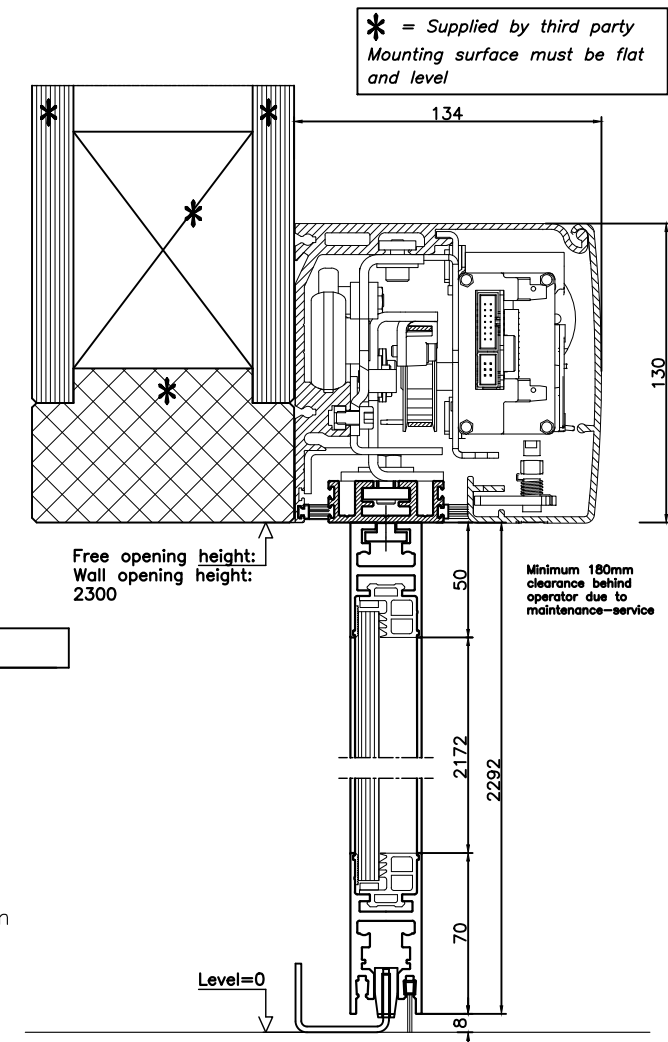 * = Supplied by third party
Mounting surface must be flat
and level
134
130
Free opening height:
Wall opening height:
2300
Minimum 180mm
clearance behind
operator due to
maintenance-service
50
2172
2292
70
n
Level=0
8